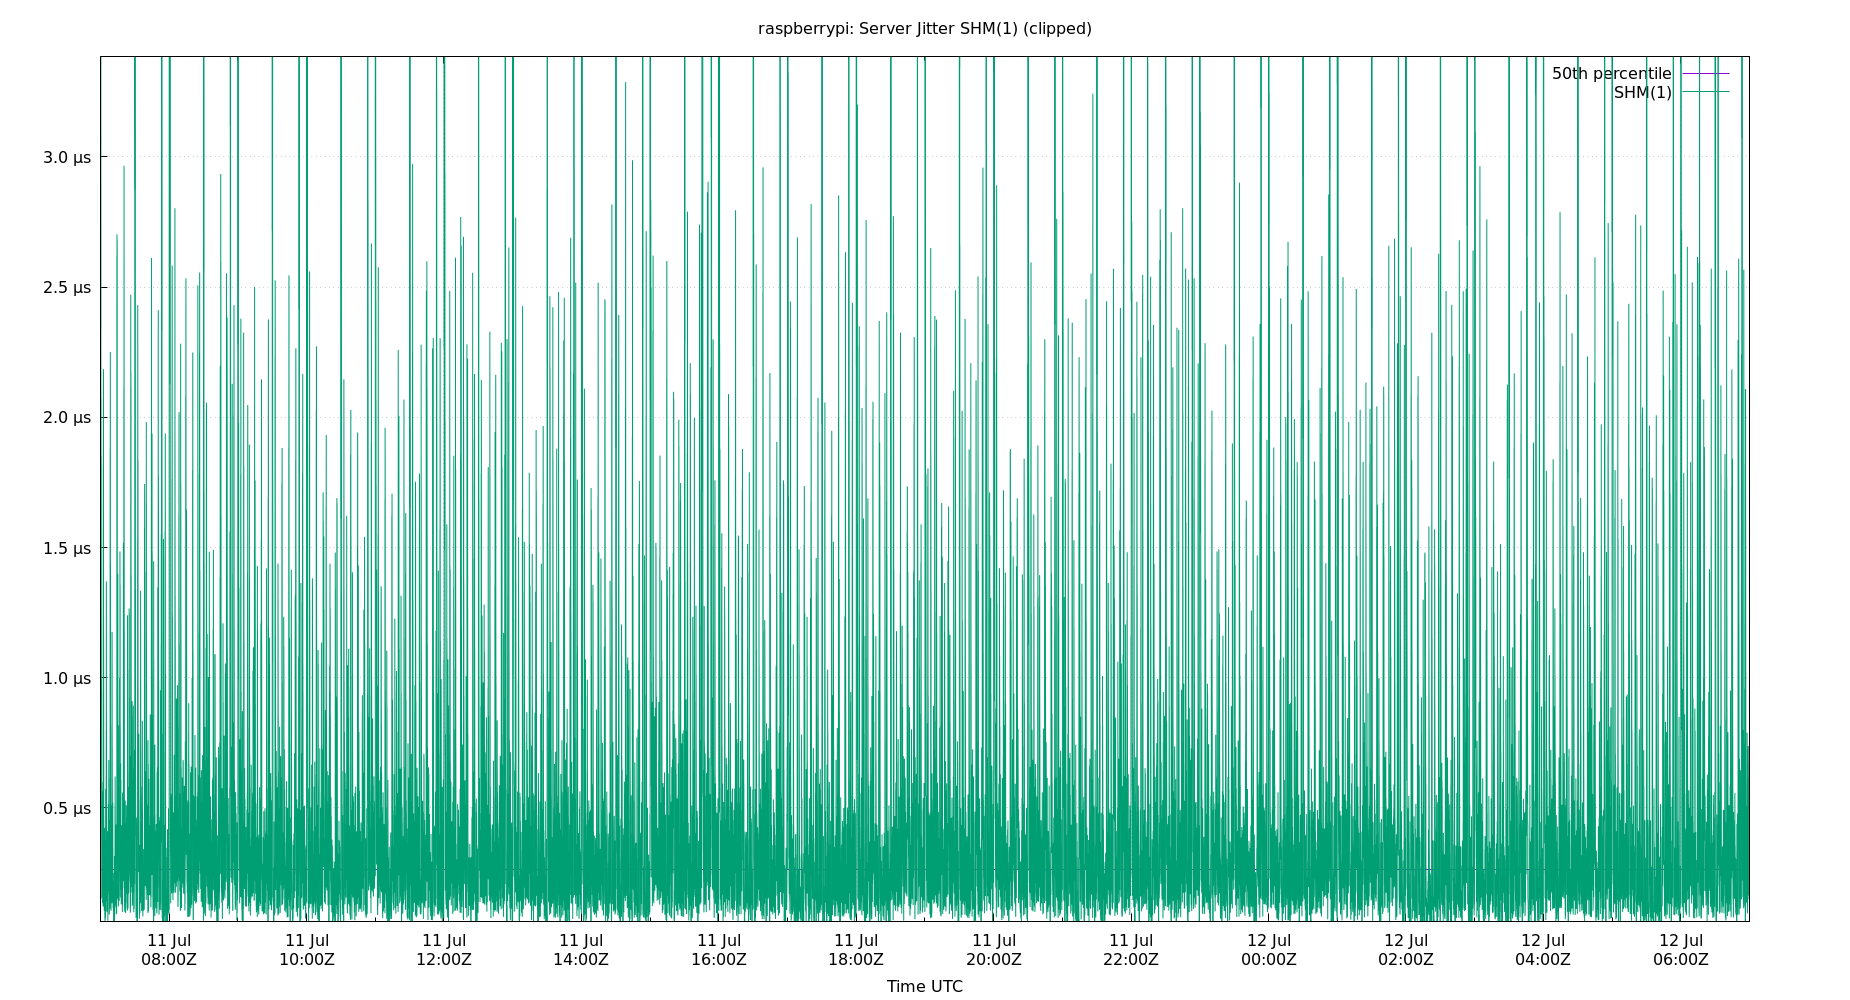 raspberrypi: Server Jitter SHM(1) (clipped)
50th percentile
SHM(1)
3.0 µs
2.5 µs
2.0 µs
1.5 µs
1.0 µs
0.5 µs
11 Jul 11 Jul 11 Jul 11 Jul 11 Jul 11 Jul 11 Jul 11 Jul 12 Jul 12 Jul 12 Jul 12 Jul
08:00Z 10:00Z 12:00Z 14:00Z 16:00Z 18:00Z 20:00Z 22:00Z 00:00Z 02:00Z 04:00Z 06:00Z
Time UTC